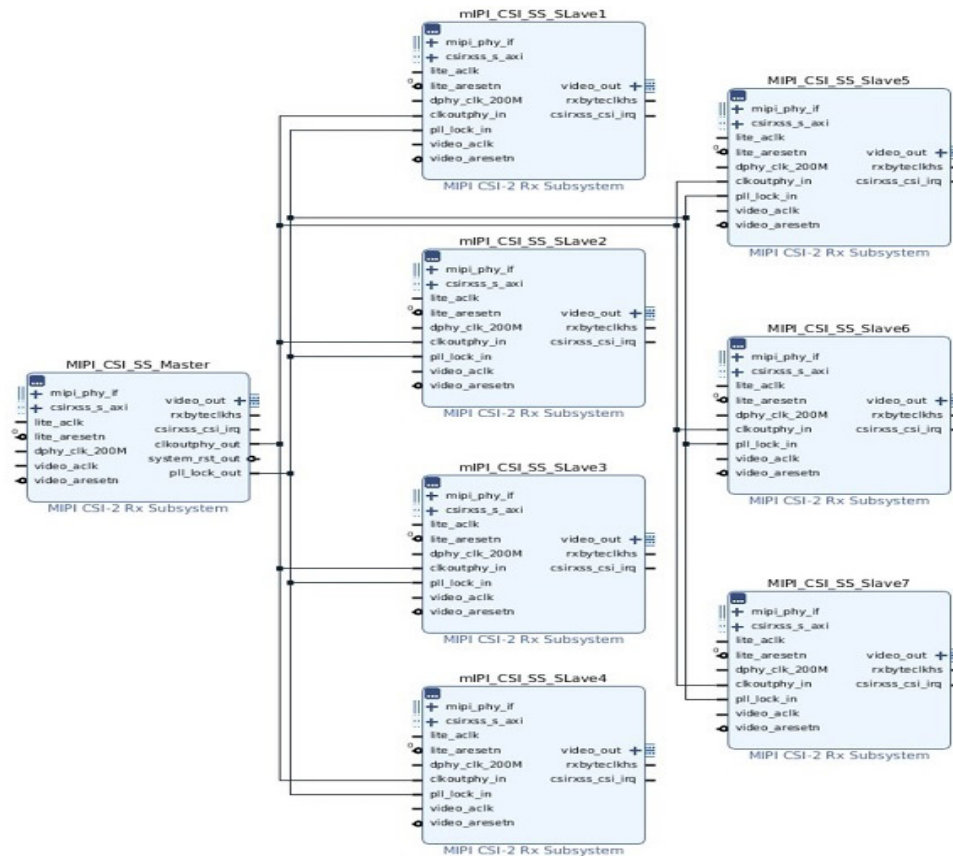 mIPI_CSI_SS_SLave1
mipi_phy_if
csirxss_s_axi
lite_aclk
lite_aresetn video_out
dphy_clk_200M rxbyteclkhs
clkoutphy_in csirxss_csi_irq
pll_lock_in
video_aclk
video_aresetn
MIPI CSI-2 Rx Subsystem
mIPI_CSI_SS_SLave2
mipi_phy_if
csirxss_s_axi
lite_aclk
lite_aresetn video_out
dphy_clk_200M rxbyteclkhs
clkoutphy_in csirxss_csi_irq
pll_lock_in
video_aclk
video_aresetn
MIPI CSI-2 Rx Subsystem
MIPI_CSI_SS_Master
mipi_phy_if video_out
csirxss_s_axi rxbyteclkhs
lite_aclk csirxss_csi_irq
lite_aresetn clkoutphy_out
dphy_clk_200M system_rst_out
video_aclk pll_lock_out
video_aresetn
MIPI CSI-2 Rx Subsystem
mIPI_CSI_SS_SLave3
mipi_phy_if
csirxss_s_axi
lite_aclk
lite_aresetn video_out
dphy_clk_200M rxbyteclkhs
clkoutphy_in csirxss_csi_irq
pll_lock_in
video_aclk
video_aresetn
MIPI CSI-2 Rx Subsystem
mIPI_CSI_SS_SLave4
mipi_phy_if
csirxss_s_axi
lite_aclk
lite_aresetn video_out
dphy_clk_200M rxbyteclkhs
clkoutphy_in csirxss_csi_irq
pll_lock_in
video_aclk
video_aresetn
MIPI CSI-2 Rx Subsystem
MIPI_CSI_SS_Slave5
mipi_phy_if
csirxss_s_axi
lite_aclk
lite_aresetn video_out
dphy_clk_200M rxbyteclkhs
clkoutphy_in csirxss_csi_irq
pll_lock_in
video_aclk
video_aresetn
MIPI CSI-2 Rx Subsystem
MIPI_CSI_SS_Slave6
mipi_phy_if
csirxss_s_axi
lite_aclk
lite_aresetn video_out
dphy_clk_200M rxbyteclkhs
clkoutphy_in csirxss_csi_irq
pll_lock_in
video_aclk
video_aresetn
MIPI CSI-2 Rx Subsystem
MIPI_CSI_SS_Slave7
mipi_phy_if
csirxss_s_axi
lite_aclk
lite_aresetn video_out
dphy_clk_200M rxbyteclkhs
clkoutphy_in csirxss_csi_irq
pll_lock_in
video_aclk
video_aresetn
MIPI CSI-2 Rx Subsystem